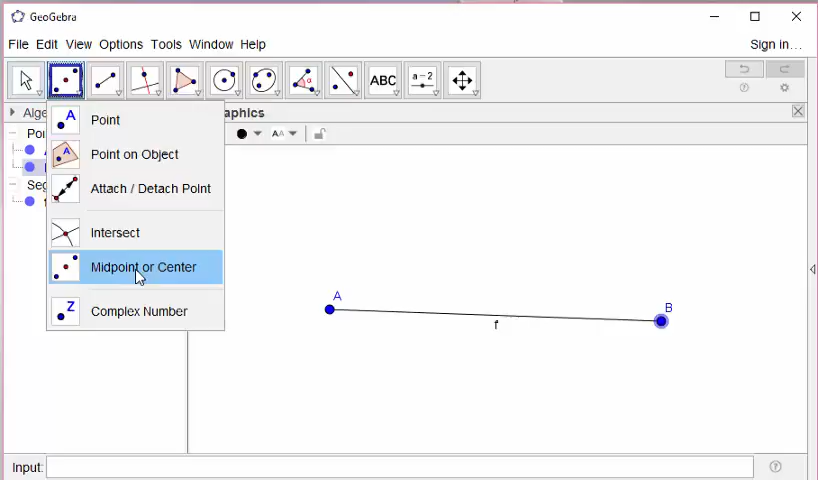 GeoGebra
File Edit View Options Tools Window Help
Sign in...
ABC
a=2
Alge
aphics
Poi
AA
A Point
A Point on Object
Attach / Detach Point
Seg
Intersect
Midpoint or Center
Z Complex Number
A
B
f
Input: